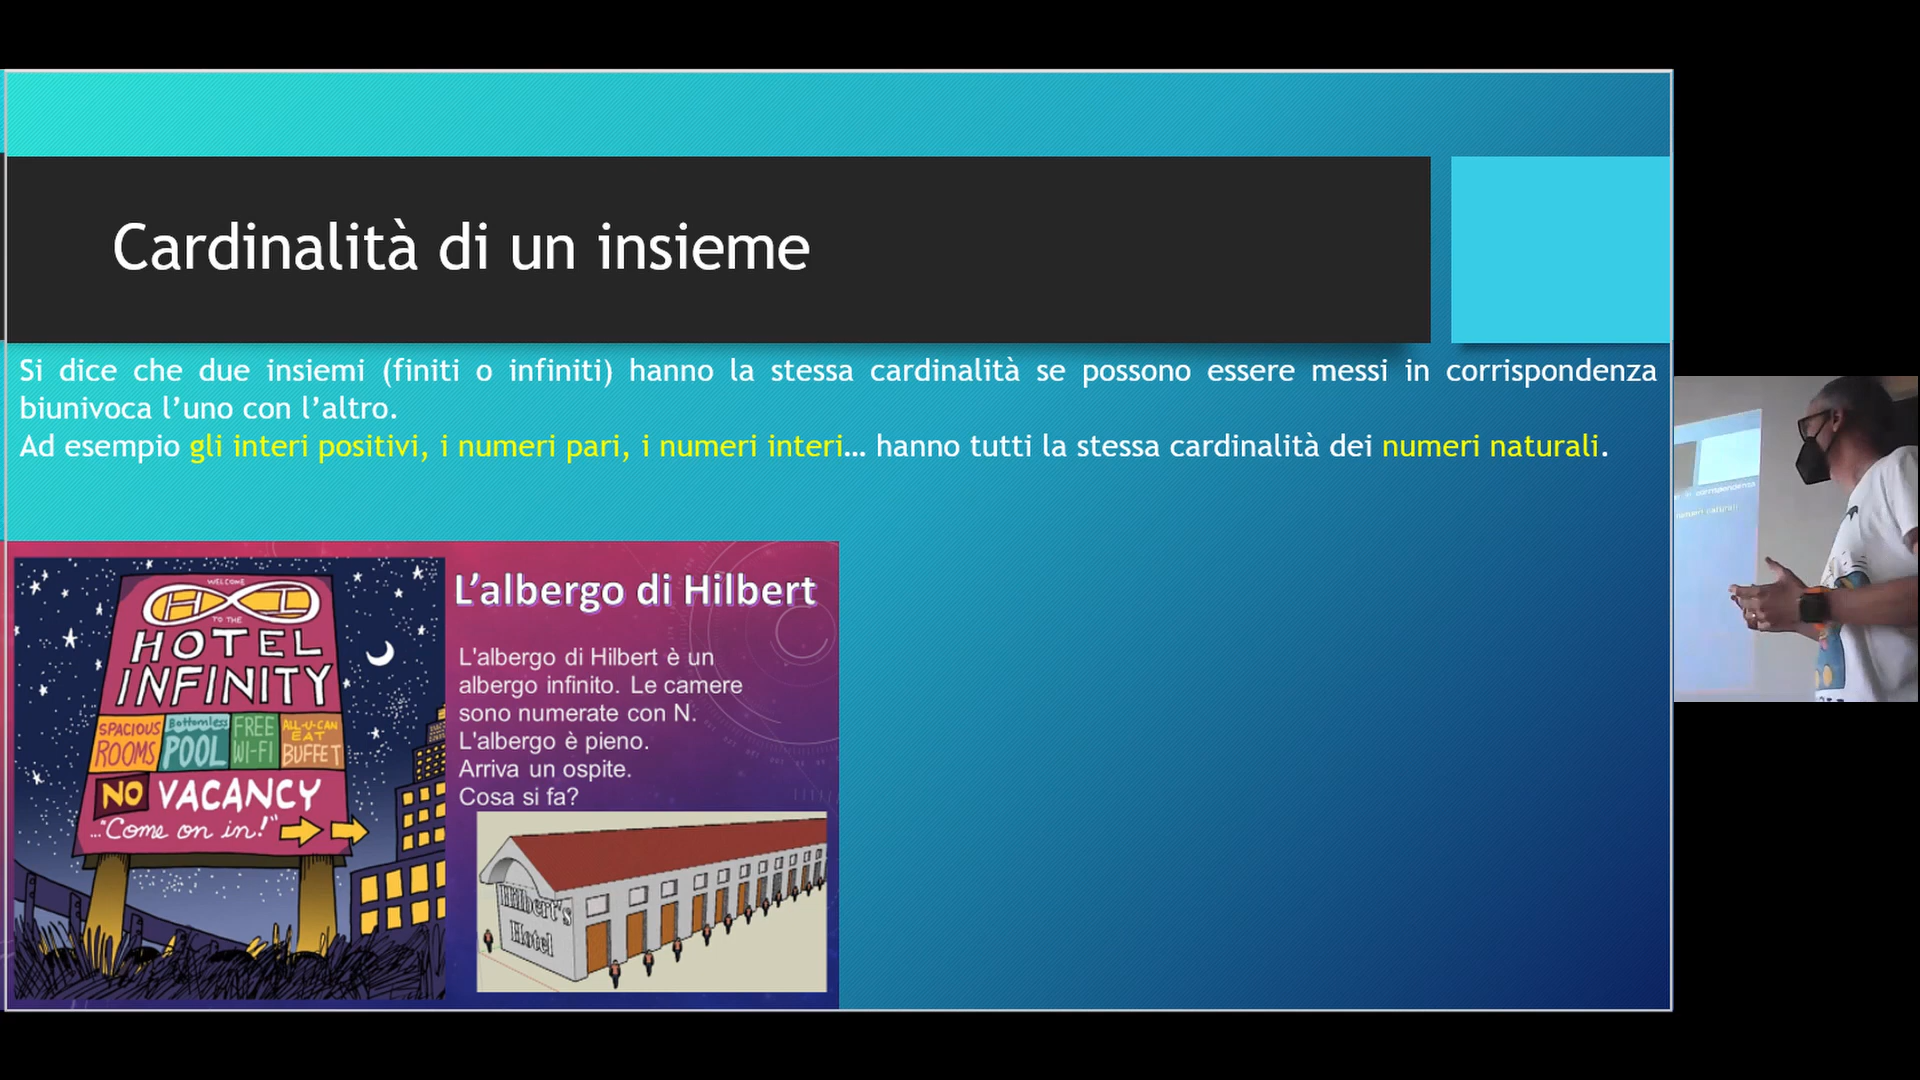 Cardinalità di un insieme
Si dice che due insiemi (finiti o infiniti) hanno la stessa cardinalità se possono essere messi in corrispondenza
biunivoca l’uno con l’altro.
Ad esempio gli interi positivi, i numeri pari, i numeri interi… hanno tutti la stessa cardinalità dei numeri naturali.
WELCOME
TO THE
HOTEL
INFINITY
SPACIOUS
ROOMS
Bottomless
POOL
FREE
WI-FI
ALL-U-CAN
EAT
BUFFET
NO VACANCY
..."Come on in!"
L’albergo di Hilbert
L'albergo di Hilbert è un
albergo infinito. Le camere
sono numerate con N.
L'albergo è pieno.
Arriva un ospite.
Cosa si fa?
Hilbert's
Hotel
in corrispondenza
numeri naturali